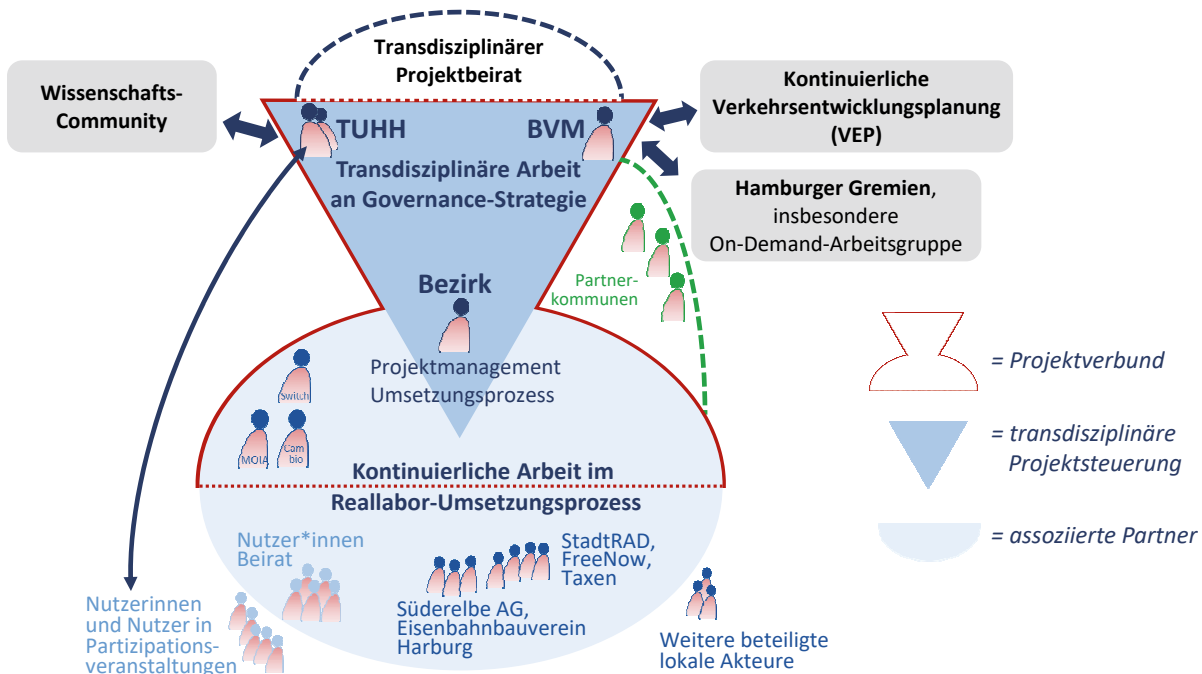 Transdisziplinärer
Projektbeirat
Wissenschafts-
Community
Kontinuierliche
Verkehrsentwicklungsplanung
(VEP)
TUHH
BVM
Transdisziplinäre Arbeit
an Governance-Strategie
Hamburger Gremien,
insbesondere
On-Demand-Arbeitsgruppe
Partner-
kommunen
Bezirk
Projektmanagement
Umsetzungsprozess
Switch
MOIA
Cam
bio
Kontinuierliche Arbeit im
Reallabor-Umsetzungsprozess
Nutzer*innen
Beirat
StadtRAD,
FreeNow,
Taxen
Süderelbe AG,
Eisenbahnbauverein
Harburg
Nutzerinnen
und Nutzer in
Partizipations-
veranstaltungen
Weitere beteiligte
lokale Akteure
= Projektverbund
= transdisziplinäre
Projektsteuerung
= assoziierte Partner